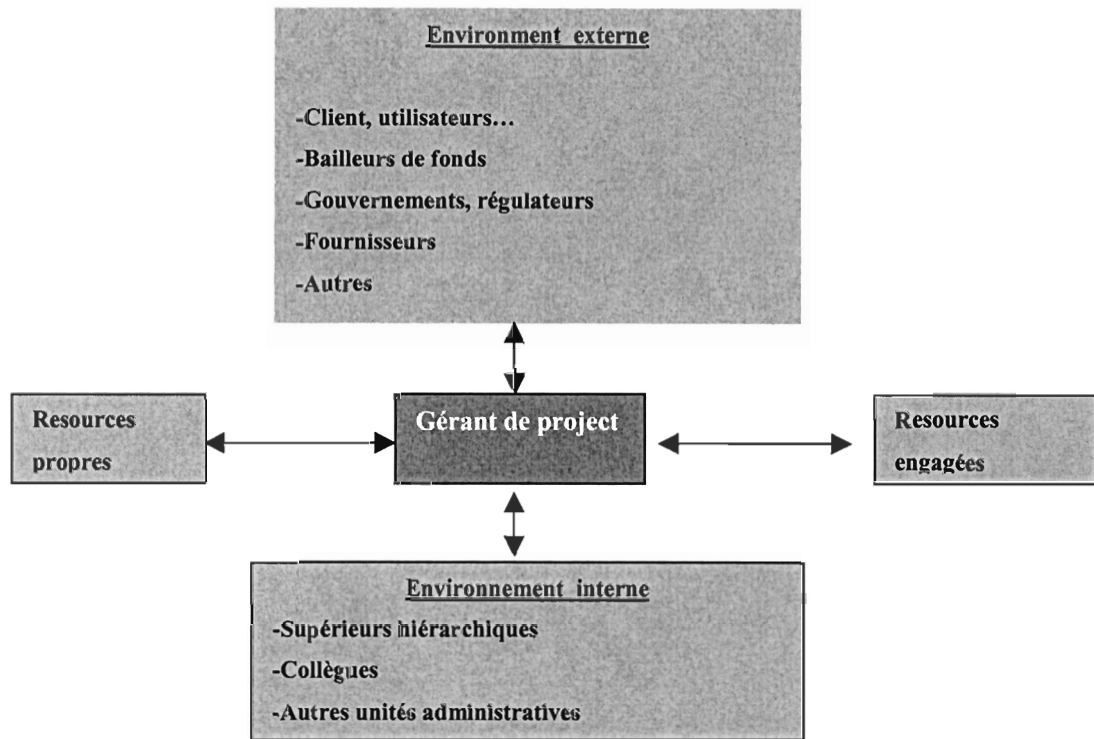 Environment externe
-Client, utilisateurs...
-Bailleurs de fonds
-Gouvernements, régulateurs
-Fournisseurs
-Autres
Resources
propres
Gérant de project
Resources
engagées
Environnement interne
-Supérieurs hiérarchiques
-Collègues
-Autres unités administratives